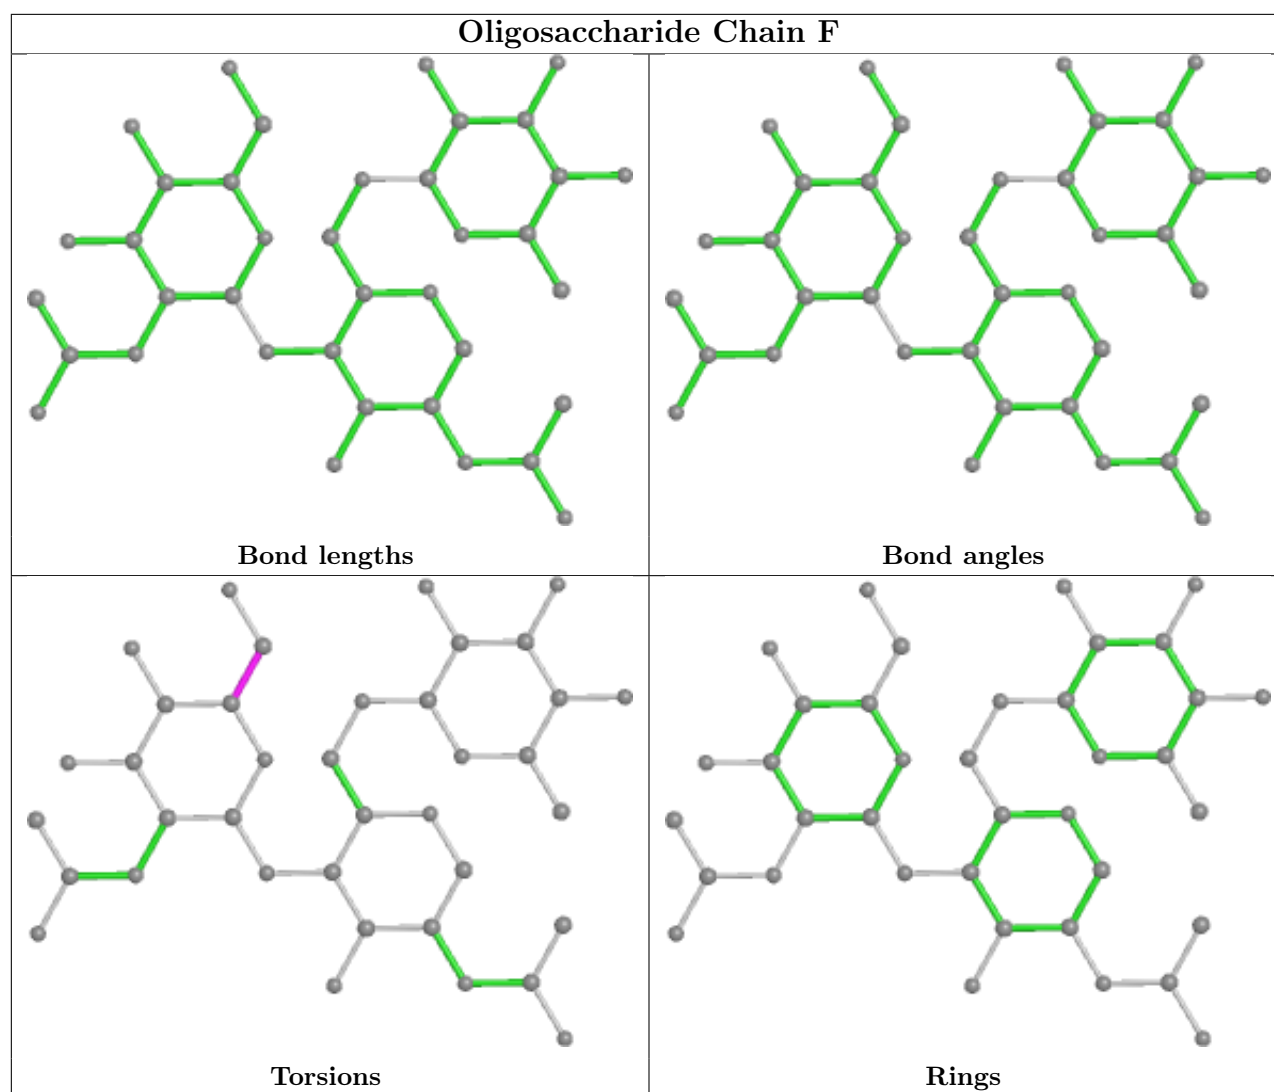 Oligosaccharide Chain F
Bond lengths
Bond angles
Torsions
Rings